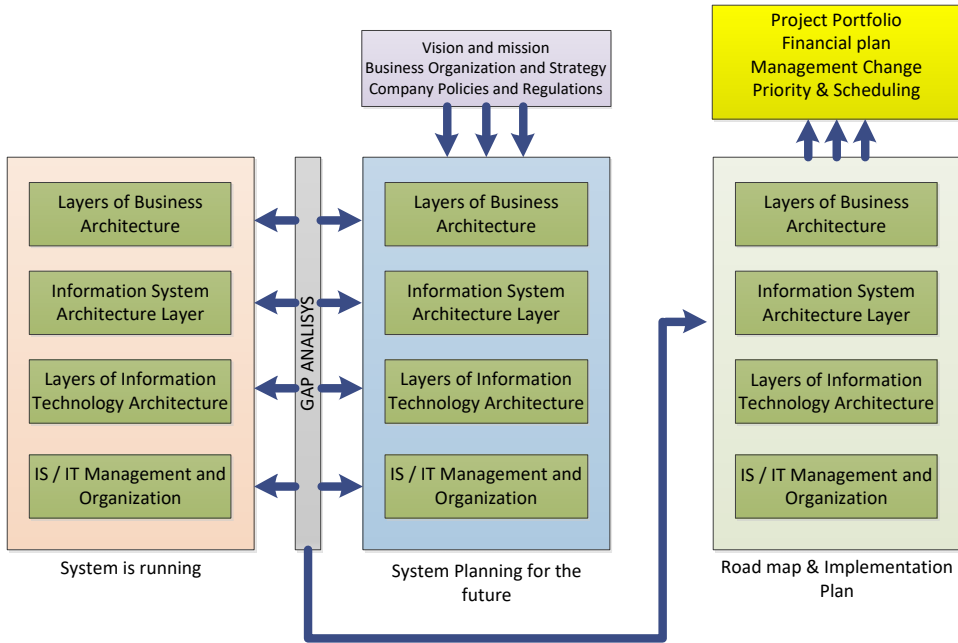 Vision and mission
Business Organization and Strategy
Company Policies and Regulations
Project Portfolio
Financial plan
Management Change
Priority & Scheduling
Layers of Business
Architecture
Information System
Architecture Layer
Layers of Information
Technology Architecture
IS / IT Management and
Organization
System is running
GAP ANALISYS
Layers of Business
Architecture
Information System
Architecture Layer
Layers of Information
Technology Architecture
IS / IT Management and
Organization
System Planning for the
future
Layers of Business
Architecture
Information System
Architecture Layer
Layers of Information
Technology Architecture
IS / IT Management and
Organization
Road map & Implementation
Plan